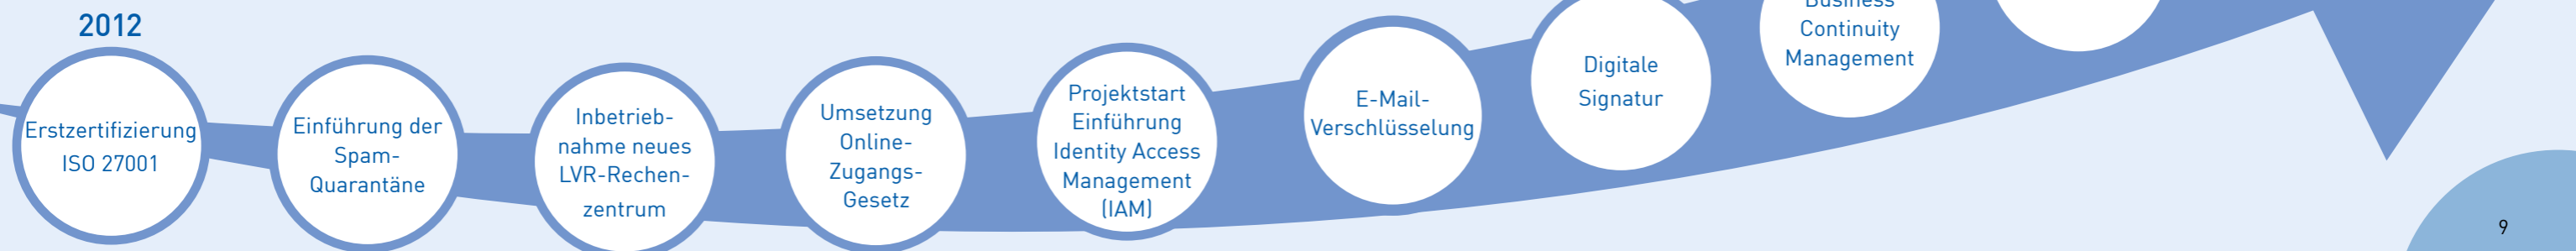 2012
Erstzertifizierung
ISO 27001
Einführung der
Spam-
Quarantäne
Inbetrieb-
nahme neues
LVR-Rechen-
zentrum
Umsetzung
Online-
Zugangs-
Gesetz
Projektstart
Einführung
Identity Access
Management
(IAM)
E-Mail-
Verschlüsselung
Digitale
Signatur
Business
Continuity
Management
9